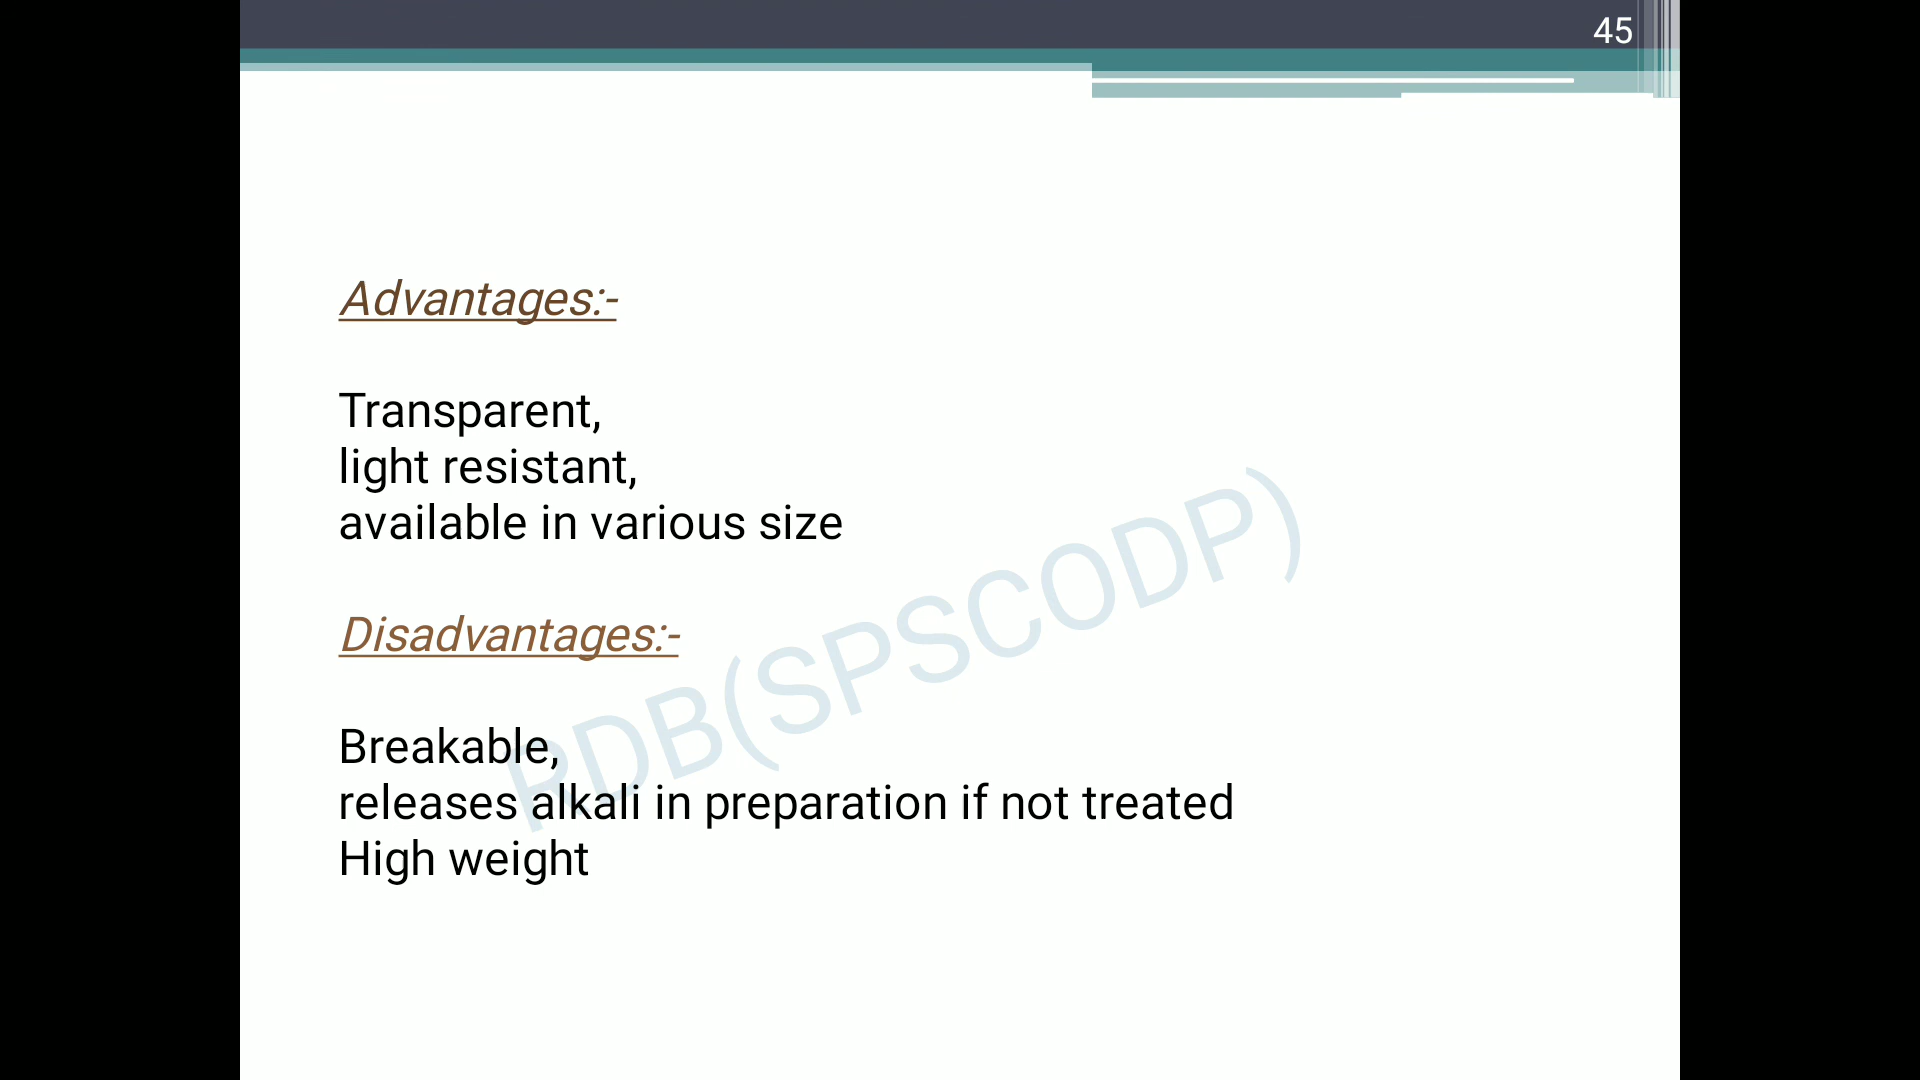 45
Advantages:-
Transparent,
light resistant,
available in various size
Disadvantages:-
Breakable,
releases alkali in preparation if not treated
High weight
RDB(SPSCODP)